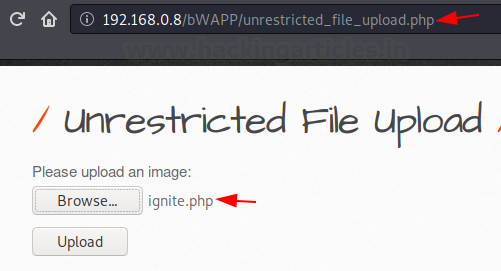 192.168.0.8/bWAPP/unrestricted_file_upload.php
www.hackingarticles.in
/ Unrestricted File Upload /
Please upload an image:
Browse... ignite.php
Upload